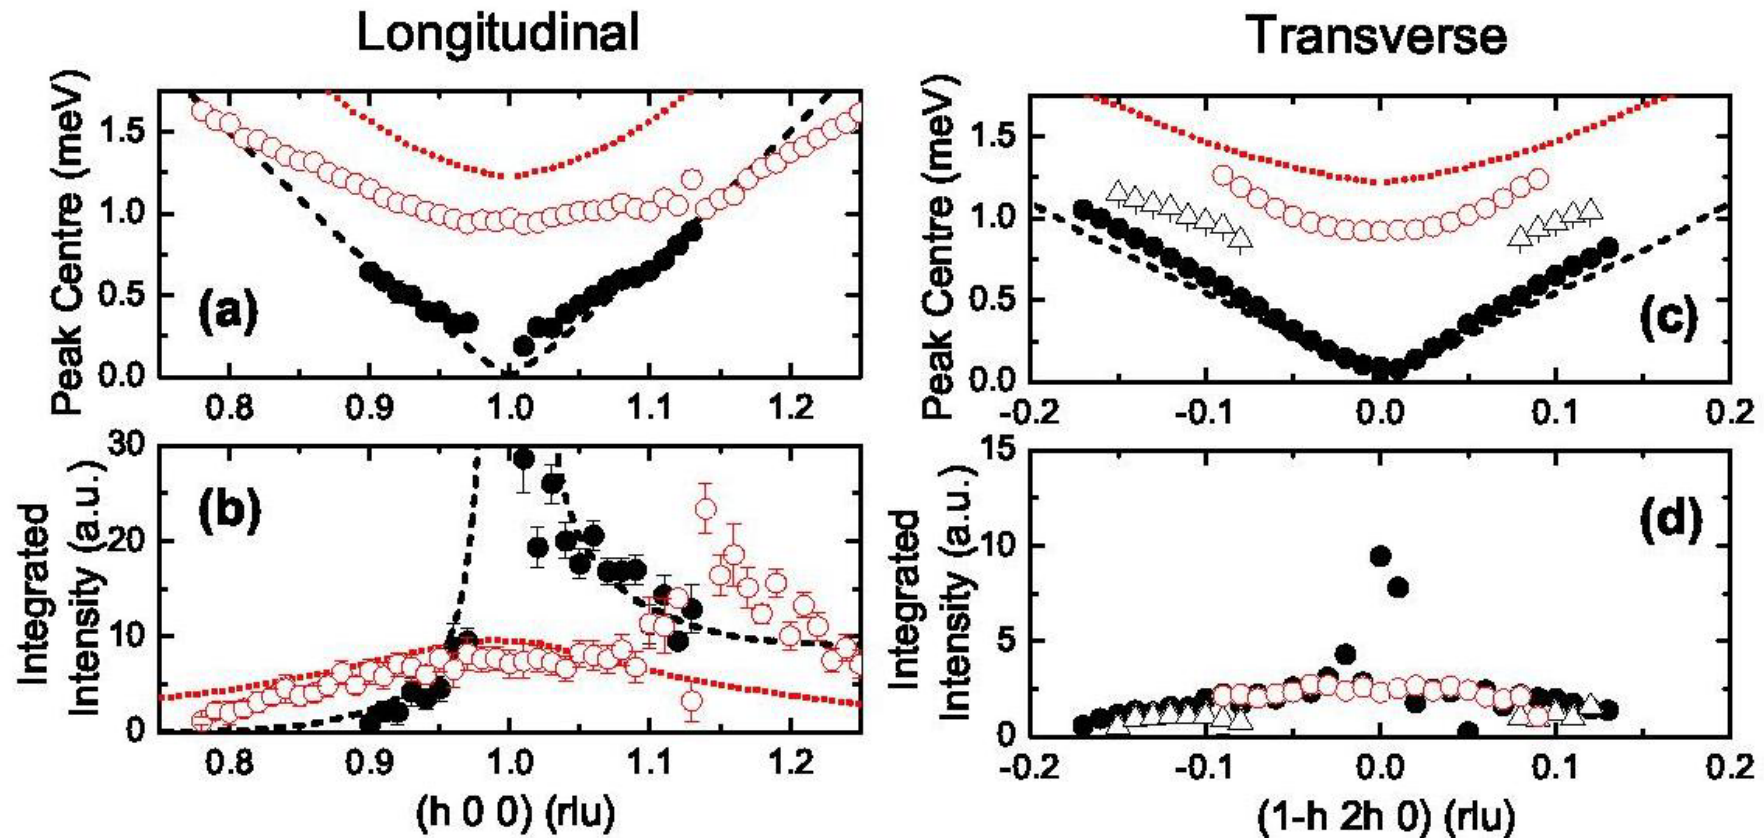 Longitudinal
Transverse
Peak Centre (meV)
1.5
1.0
0.5
0.0
(a)
0.8
0.9
1.0
1.1
1.2
Peak Centre (meV)
1.5
1.0
0.5
0.0
(c)
-0.2
-0.1
0.0
0.1
0.2
Integrated
Intensity (a.u.)
30
20
10
0
(b)
0.8
0.9
1.0
1.1
1.2
(h 0 0) (rlu)
Integrated
Intensity (a.u.)
15
10
5
0
(d)
-0.2
-0.1
0.0
0.1
0.2
(1-h 2h 0) (rlu)